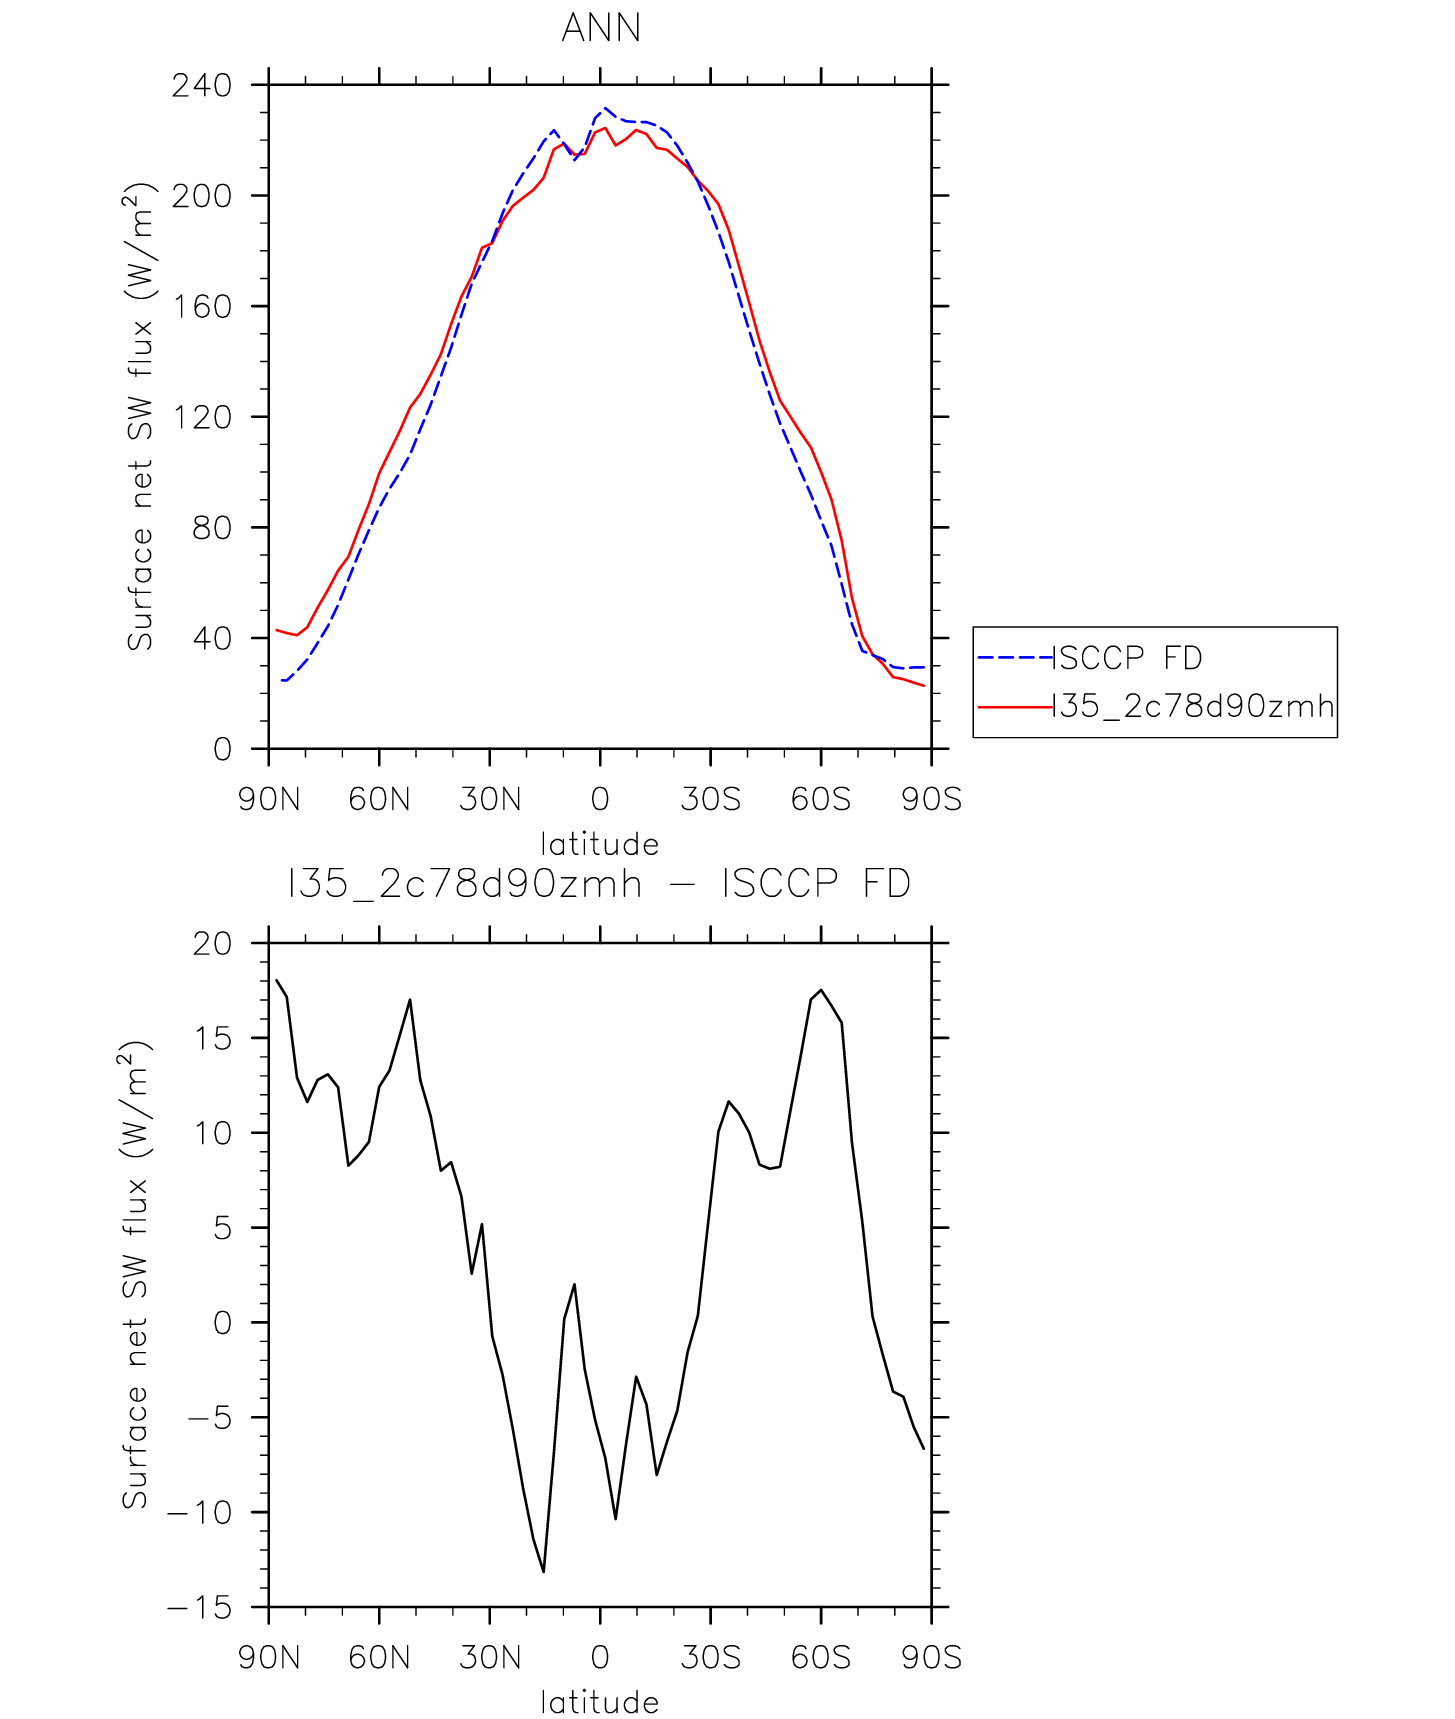 ANN
Surface net SW flux (W/m²)
240
200
160
120
80
40
0
90N 60N 30N 0 30S 60S 90S
latitude
ISCCP FD
I35_2c78d90zmh
I35_2c78d90zmh − ISCCP FD
Surface net SW flux (W/m²)
20
15
10
5
0
−5
−10
−15
90N 60N 30N 0 30S 60S 90S
latitude